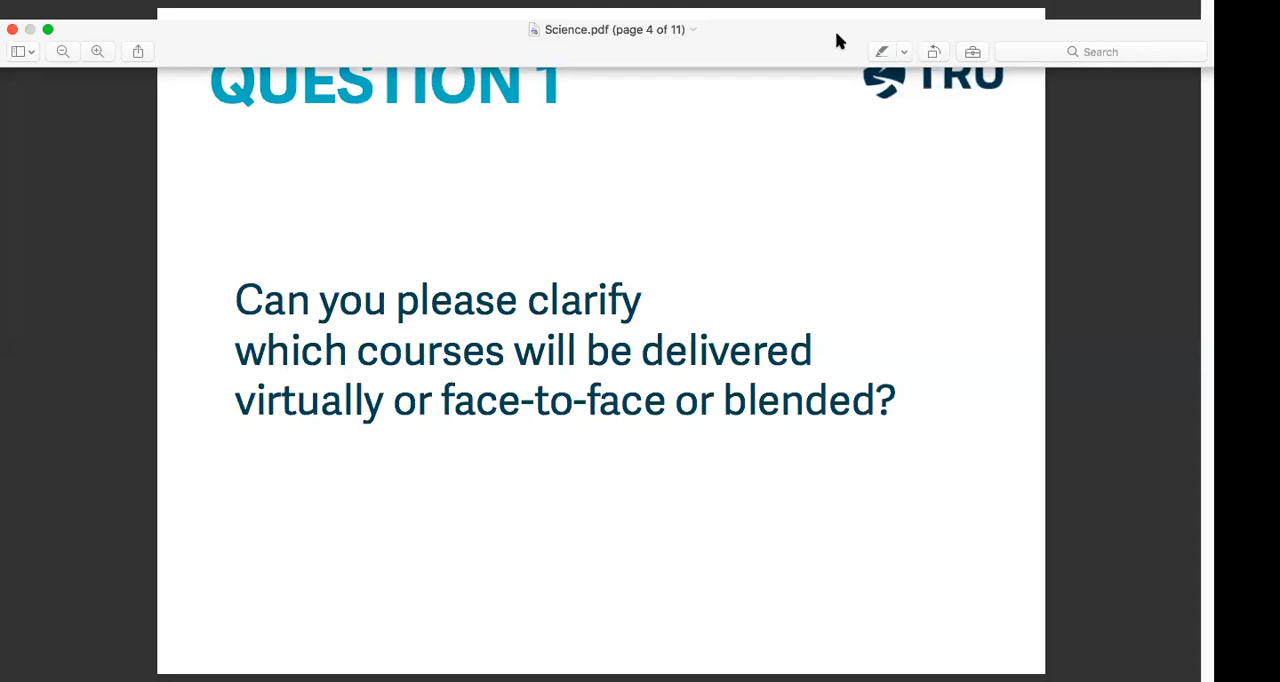 Science.pdf (page 4 of 11)
Search
QUESTION 1
TRU
Can you please clarify
which courses will be delivered
virtually or face-to-face or blended?